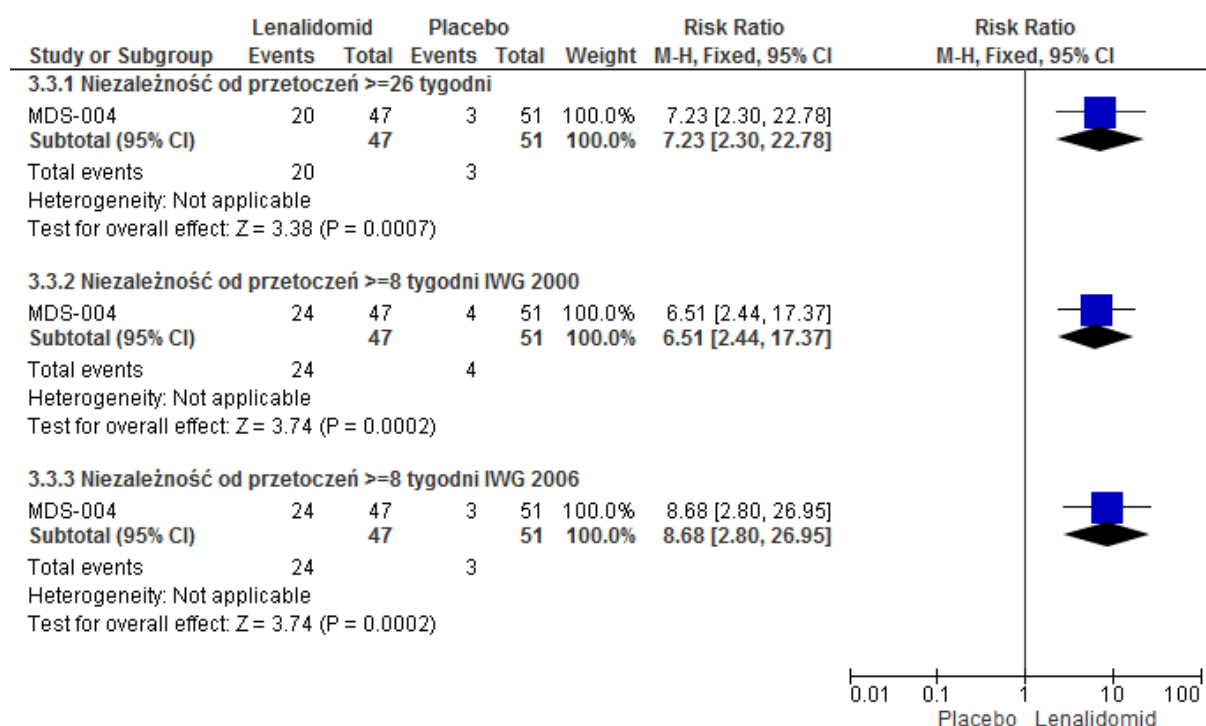 Lenalidomid Placebo Risk Ratio Risk Ratio
Study or Subgroup Events Total Events Total Weight M-H, Fixed, 95% CI M-H, Fixed, 95% CI
3.3.1 Niezależność od przetoczeń >=26 tygodni
MDS-004 20 47 3 51 100.0% 7.23 [2.30, 22.78]
Subtotal (95% CI) 47 51 100.0% 7.23 [2.30, 22.78]
Total events 20 3
Heterogeneity: Not applicable
Test for overall effect: Z = 3.38 (P = 0.0007)
3.3.2 Niezależność od przetoczeń >=8 tygodni IWG 2000
MDS-004 24 47 4 51 100.0% 6.51 [2.44, 17.37]
Subtotal (95% CI) 47 51 100.0% 6.51 [2.44, 17.37]
Total events 24 4
Heterogeneity: Not applicable
Test for overall effect: Z = 3.74 (P = 0.0002)
3.3.3 Niezależność od przetoczeń >=8 tygodni IWG 2006
MDS-004 24 47 3 51 100.0% 8.68 [2.80, 26.95]
Subtotal (95% CI) 47 51 100.0% 8.68 [2.80, 26.95]
Total events 24 3
Heterogeneity: Not applicable
Test for overall effect: Z = 3.74 (P = 0.0002)
0.01 0.1 1 10 100
Placebo Lenalidomid